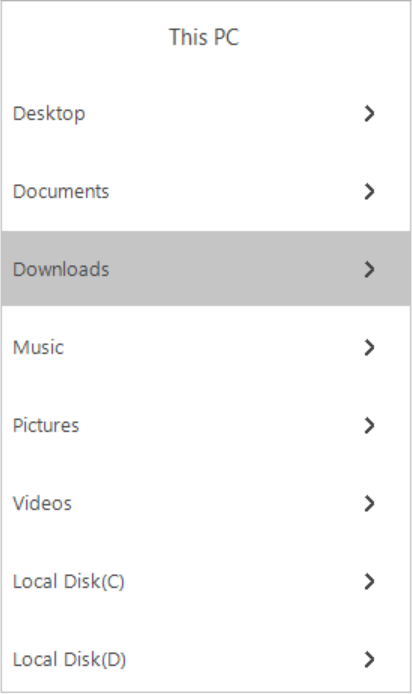 This PC
Desktop
Documents
Downloads
Music
Pictures
Videos
Local Disk(C)
Local Disk(D)